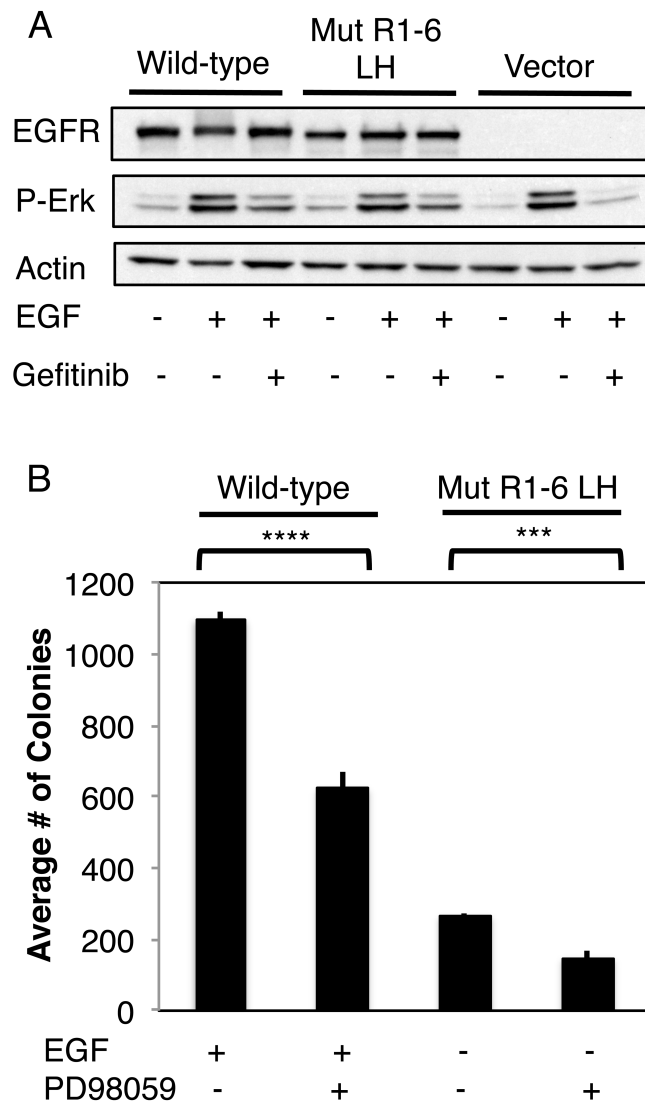 A
Wild-type
Mut R1-6
LH
Vector
EGFR
P-Erk
Actin
EGF - + + - + + - + +
Gefitinib - - + - - + - - +
B
Wild-type
Mut R1-6 LH
****
***
Average # of Colonies
1200
1000
800
600
400
200
0
EGF + + - -
PD98059 - + - +